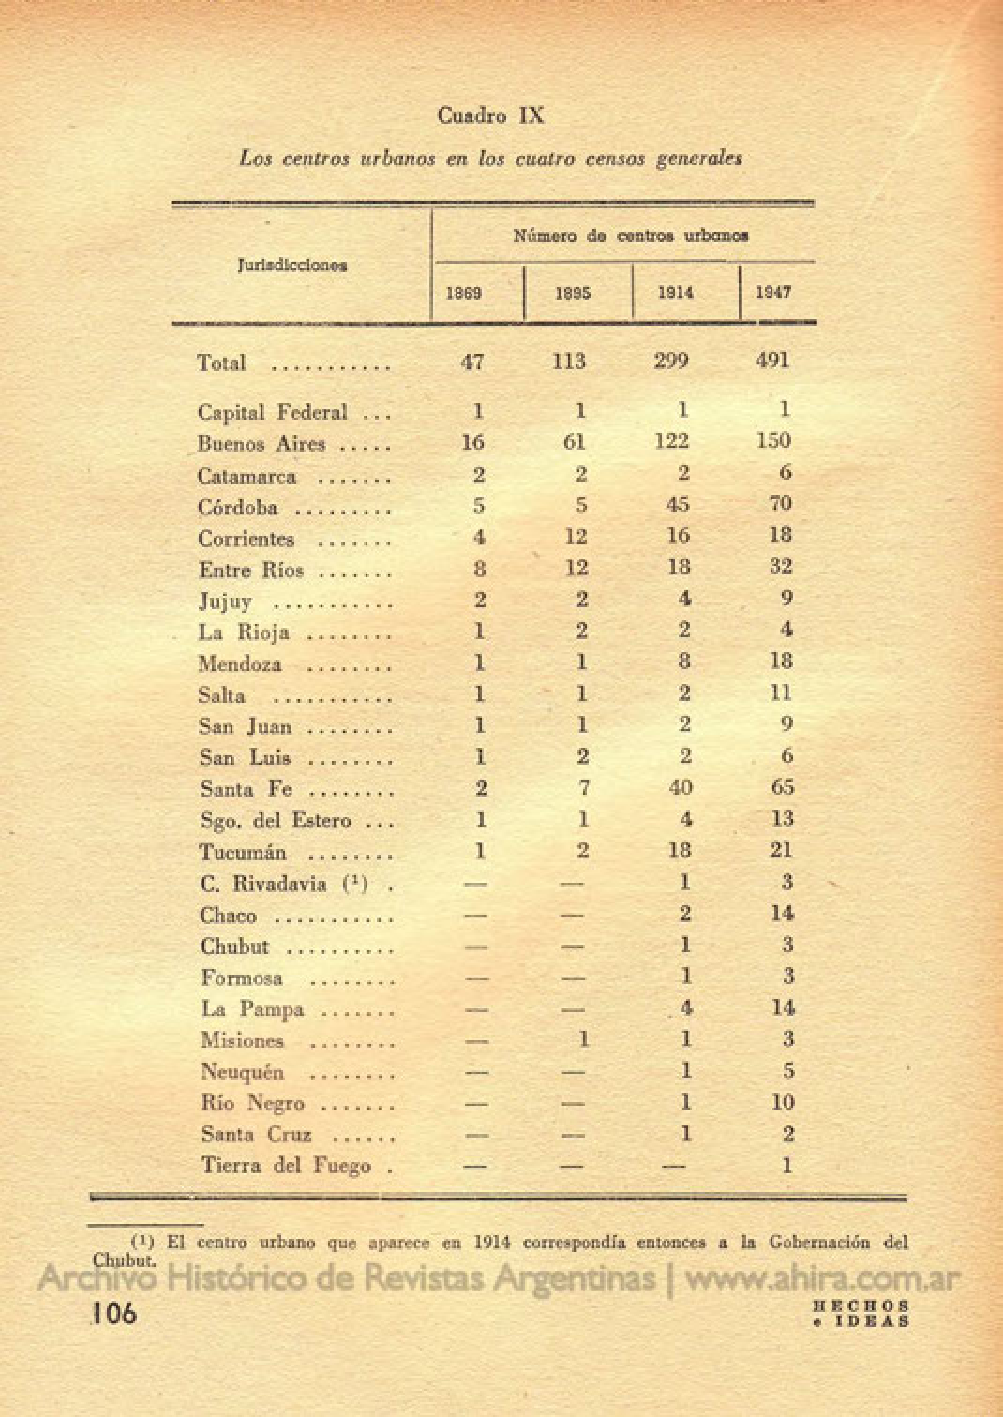 Cuadro IX
Los centros urbanos en los cuatro censos generales
Jurisdicciones
Número de centros urbanos
1869 1895 1914 1947
Total ........... 47 113 299 491
Capital Federal ... 1 1 1 1
Buenos Aires ..... 16 61 122 150
Catamarca ....... 2 2 2 6
Córdoba ......... 5 5 45 70
Corrientes ....... 4 12 16 18
Entre Ríos ....... 8 12 18 32
Jujuy ........... 2 2 4 9
La Rioja ........ 1 2 2 4
Mendoza ........ 1 1 8 18
Salta ........... 1 1 2 11
San Juan ........ 1 1 2 9
San Luis ........ 1 2 2 6
Santa Fe ........ 2 7 40 65
Sgo. del Estero ... 1 1 4 13
Tucumán ........ 1 2 18 21
C. Rivadavia (¹) . — — 1 3
Chaco ........... — — 2 14
Chubut .......... — — 1 3
Formosa ........ — — 1 3
La Pampa ....... — — 4 14
Misiones ........ — 1 1 3
Neuquén ........ — — 1 5
Río Negro ....... — — 1 10
Santa Cruz ...... — — 1 2
Tierra del Fuego . — — — 1
(¹) El centro urbano que aparece en 1914 correspondía entonces a la Gobernación del
Chubut.
Archivo Histórico de Revistas Argentinas | www.ahira.com.ar
106
HECHOS
e IDEAS